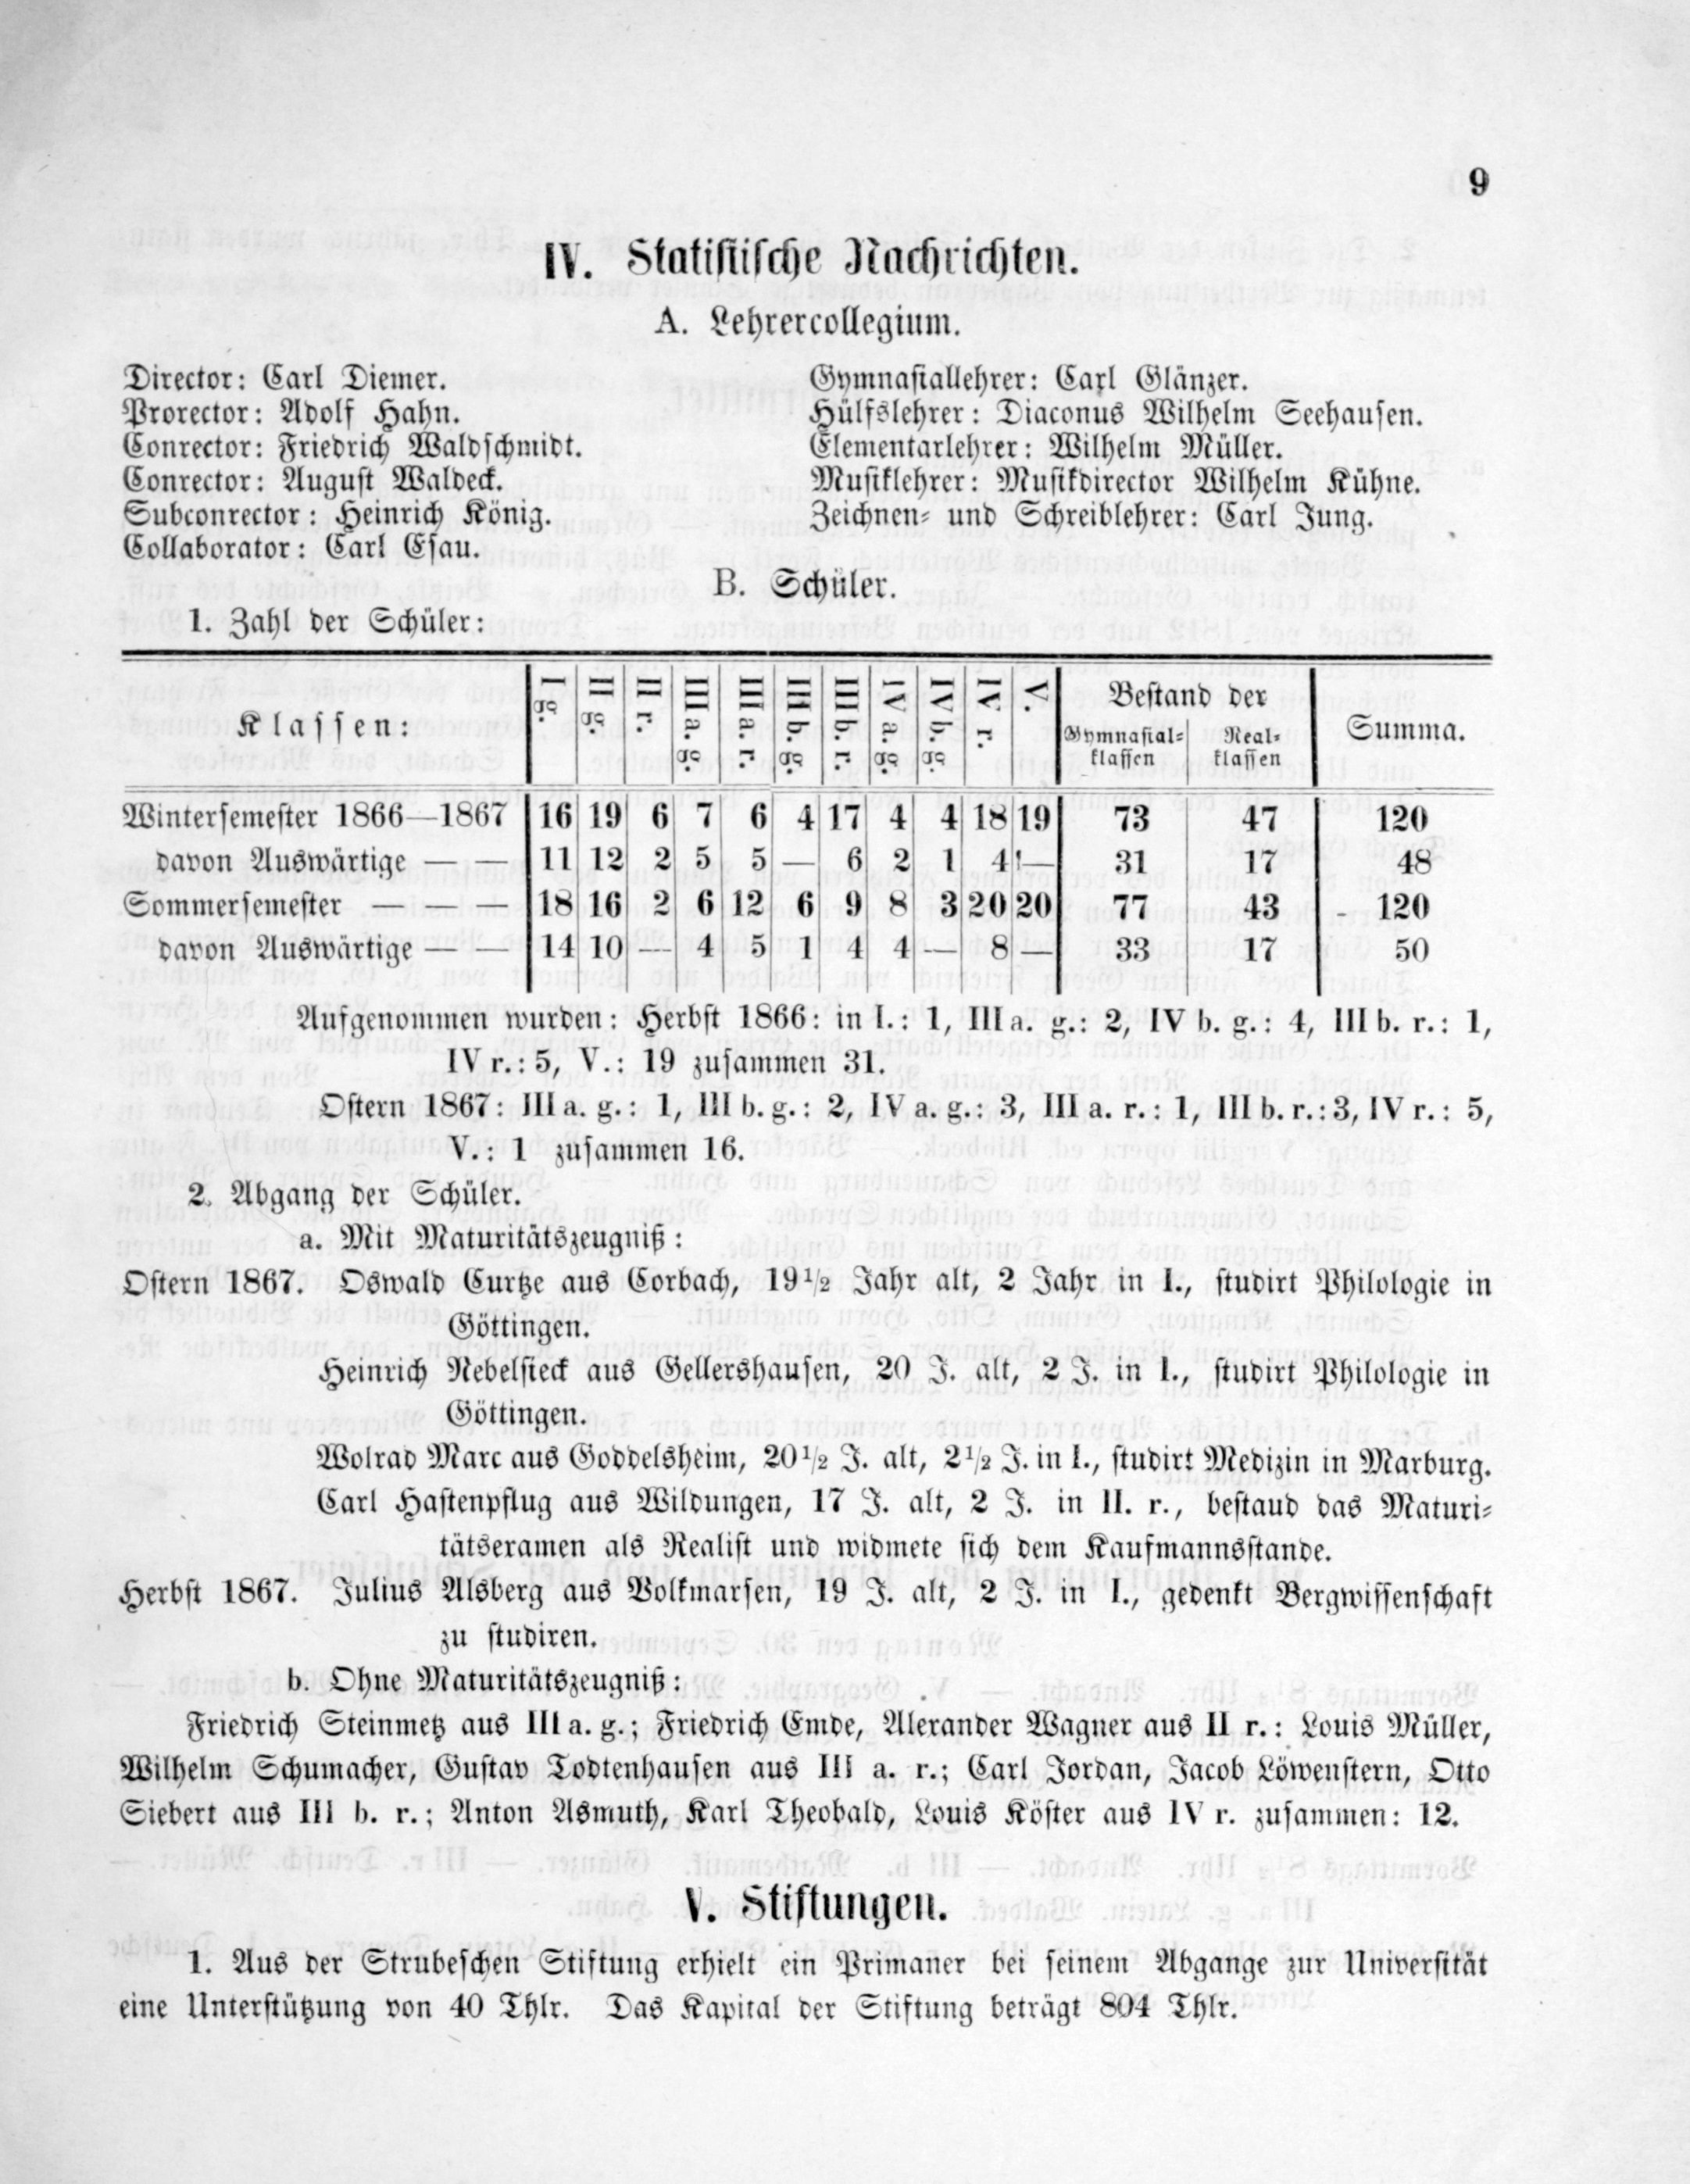 9
IV. Statistische Nachrichten.
A. Lehrercollegium.
Director: Carl Diemer.
Prorector: Adolf Hahn.
Conrector: Friedrich Waldschmidt.
Conrector: August Waldeck.
Subconrector: Heinrich König.
Collaborator: Carl Esau.
Gymnasiallehrer: Carl Glänzer.
Hülfslehrer: Diaconus Wilhelm Seehausen.
Elementarlehrer: Wilhelm Müller.
Musiklehrer: Musikdirector Wilhelm Kühne.
Zeichnen- und Schreiblehrer: Carl Jung.
B. Schüler.
1. Zahl der Schüler:
Klassen: I g. II g. II r. III a. g. III a. r. III b. g. III b. r. IV a. g. IV b. g. IV r. V. Bestand der Gymnasial-klassen Real-klassen Summa.
Wintersemester 1866—1867 16 19 6 7 6 4 17 4 4 18 19 73 47 120
davon Auswärtige — — 11 12 2 5 5 — 6 2 1 4 — 31 17 48
Sommersemester — — — 18 16 2 6 12 6 9 8 3 20 20 77 43 120
davon Auswärtige — — 14 10 — 4 5 1 4 4 — 8 — 33 17 50
Aufgenommen wurden: Herbst 1866: in I.: 1, III a. g.: 2, IV b. g.: 4, III b. r.: 1,
IV r.: 5, V.: 19 zusammen 31.
Ostern 1867: III a. g.: 1, III b. g.: 2, IV a. g.: 3, III a. r.: 1, III b. r.: 3, IV r.: 5,
V.: 1 zusammen 16.
2. Abgang der Schüler.
a. Mit Maturitätszeugniß:
Ostern 1867. Oswald Curtze aus Corbach, 19½ Jahr alt, 2 Jahr in I., studirt Philologie in
Göttingen.
Heinrich Nebelsieck aus Gellershausen, 20 J. alt, 2 J. in I., studirt Philologie in
Göttingen.
Wolrad Marc aus Goddelsheim, 20½ J. alt, 2½ J. in I., studirt Medizin in Marburg.
Carl Hastenpflug aus Wildungen, 17 J. alt, 2 J. in II. r., bestand das Maturi-
tätsexamen als Realist und widmete sich dem Kaufmannsstande.
Herbst 1867. Julius Alsberg aus Volkmarsen, 19 J. alt, 2 J. in I., gedenkt Bergwissenschaft
zu studiren.
b. Ohne Maturitätszeugniß:
Friedrich Steinmetz aus III a. g.; Friedrich Emde, Alexander Wagner aus II r.: Louis Müller,
Wilhelm Schumacher, Gustav Todtenhausen aus III a. r.; Carl Jordan, Jacob Löwenstern, Otto
Siebert aus III b. r.; Anton Asmuth, Karl Theobald, Louis Köster aus IV r. zusammen: 12.
V. Stiftungen.
1. Aus der Strubeschen Stiftung erhielt ein Primaner bei seinem Abgange zur Universität
eine Unterstützung von 40 Thlr. Das Kapital der Stiftung beträgt 804 Thlr.